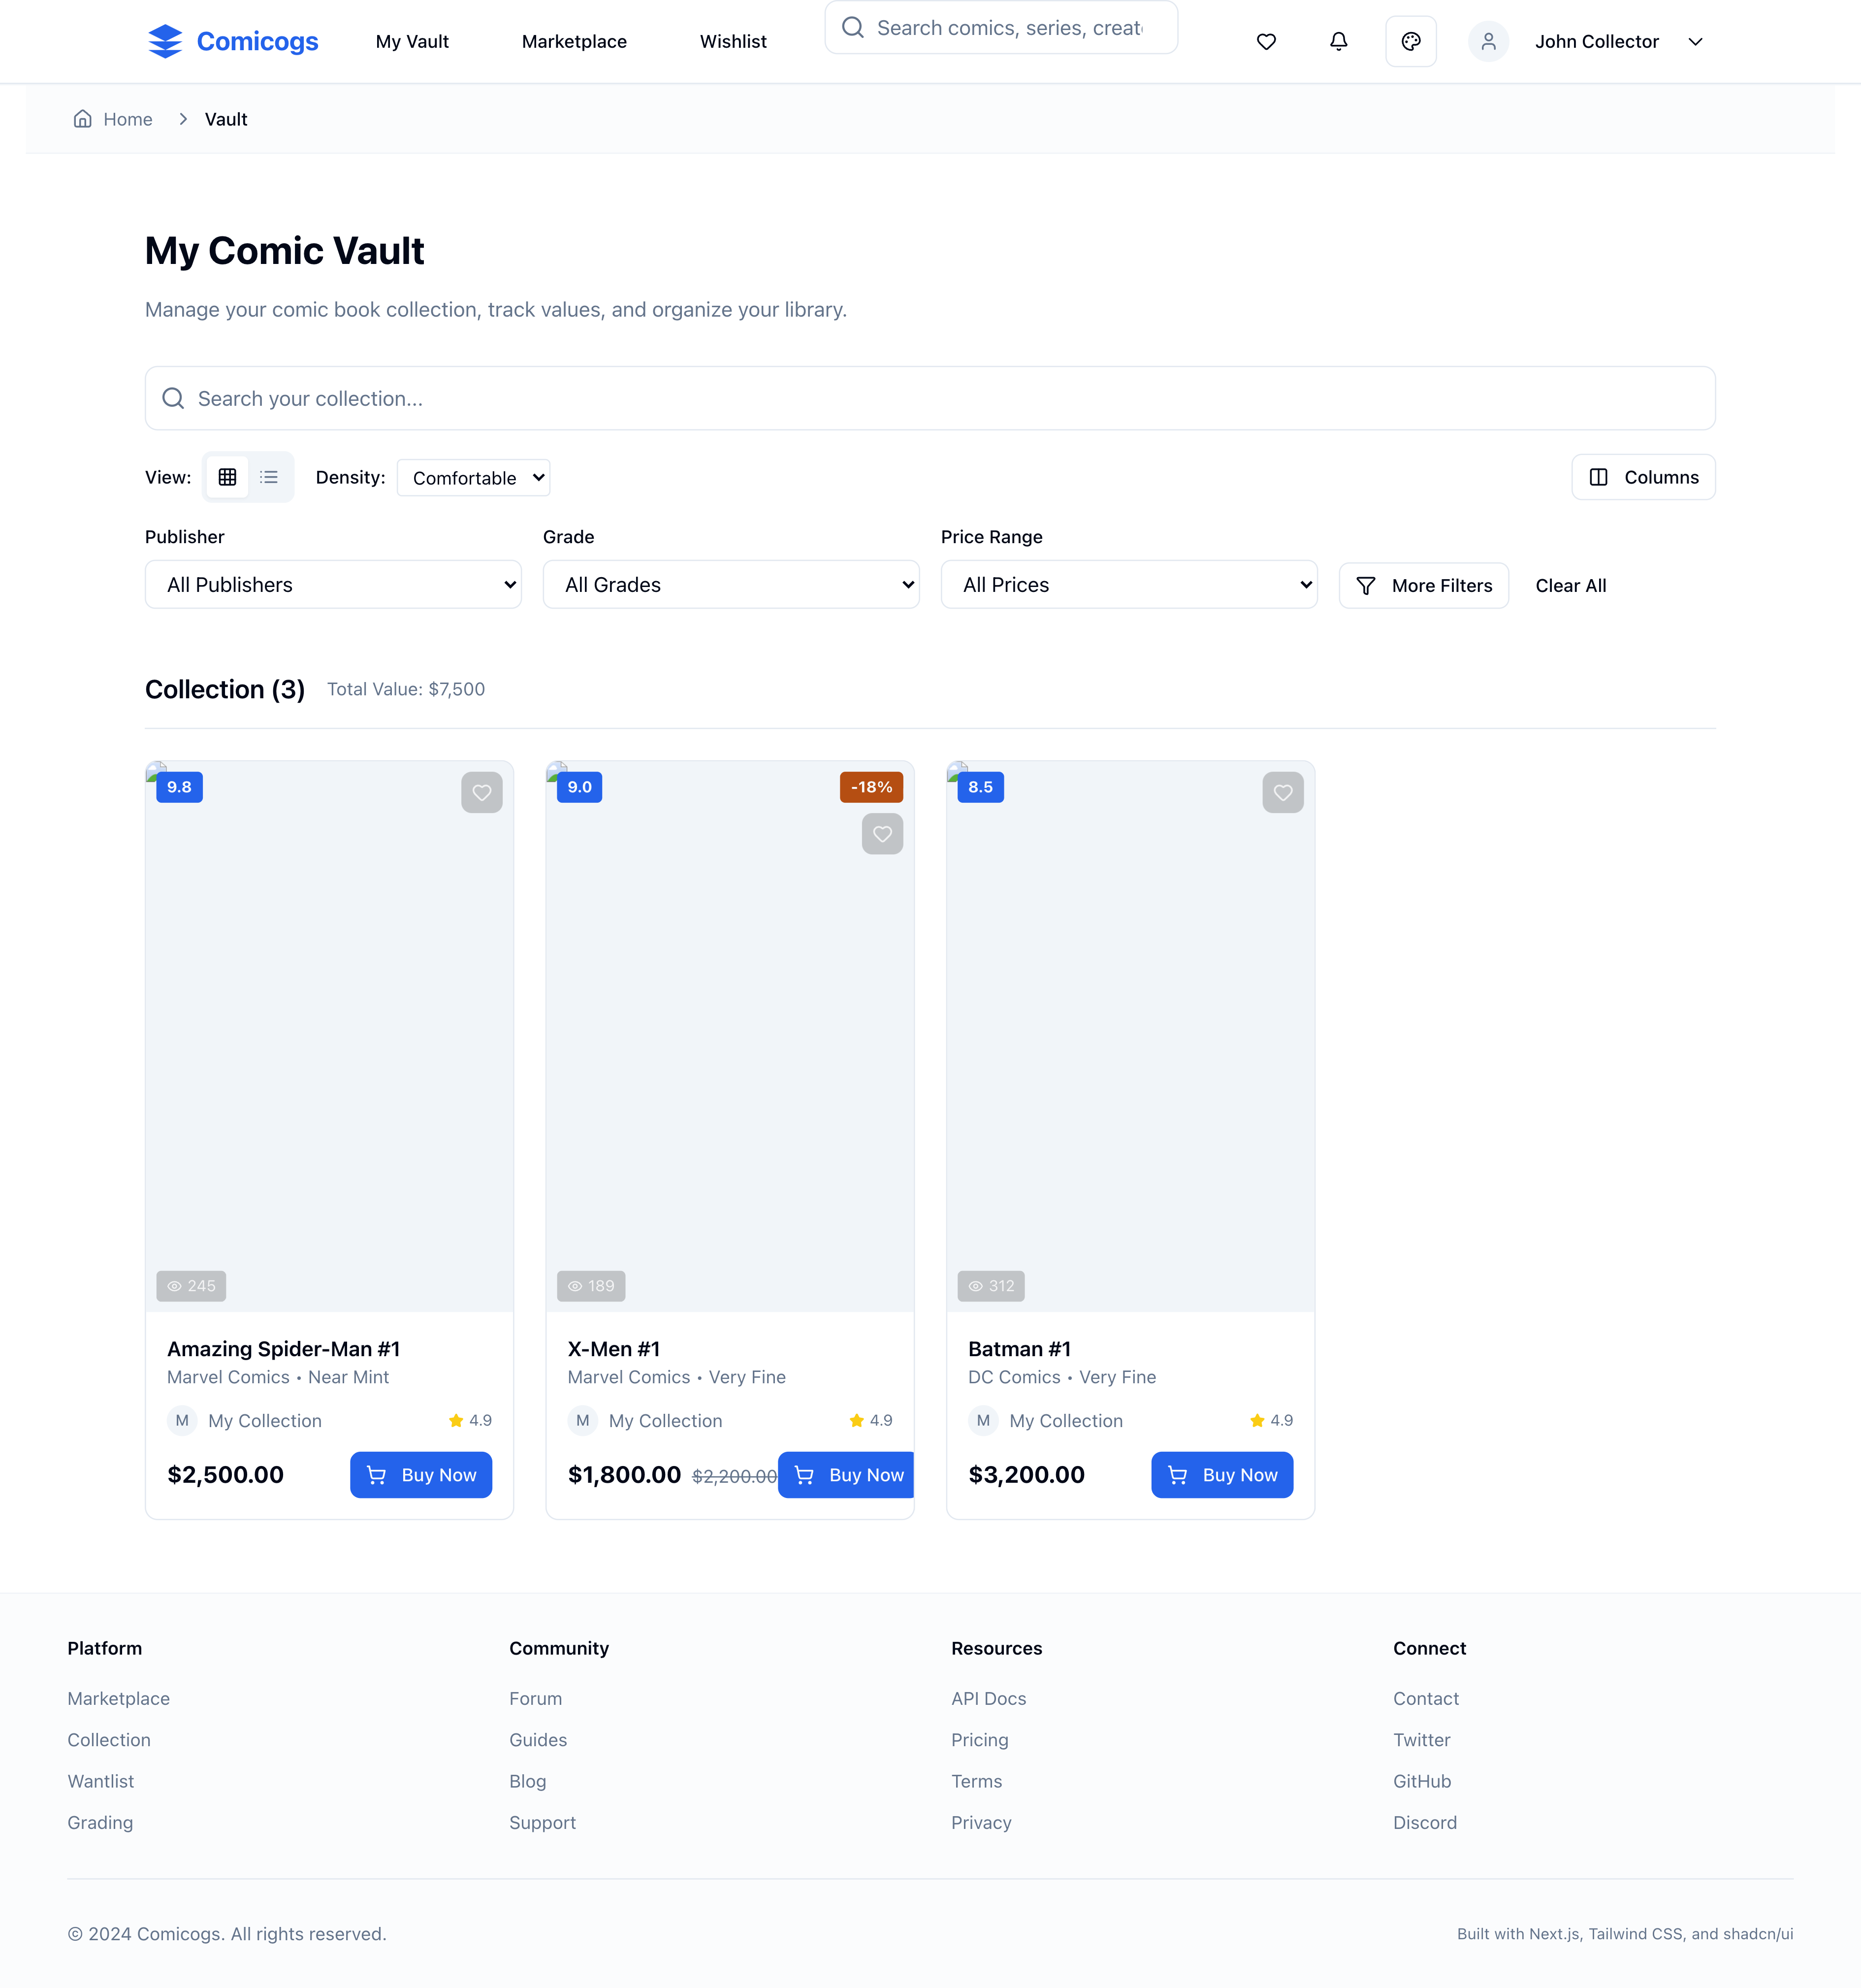 Comicogs
My Vault
Marketplace
Wishlist
Search comics, series, creat
John Collector
Home
Vault
My Comic Vault
Manage your comic book collection, track values, and organize your library.
Search your collection...
View:
Density:
Comfortable
Columns
Publisher
Grade
Price Range
All Publishers
All Grades
All Prices
More Filters
Clear All
Collection (3)
Total Value: $7,500
9.8
9.0
-18%
8.5
245
189
312
Amazing Spider-Man #1
Marvel Comics • Near Mint
M
My Collection
4.9
$2,500.00
Buy Now
X-Men #1
Marvel Comics • Very Fine
M
My Collection
4.9
$1,800.00
$2,200.00
Buy Now
Batman #1
DC Comics • Very Fine
M
My Collection
4.9
$3,200.00
Buy Now
Platform
Marketplace
Collection
Wantlist
Grading
Community
Forum
Guides
Blog
Support
Resources
API Docs
Pricing
Terms
Privacy
Connect
Contact
Twitter
GitHub
Discord
© 2024 Comicogs. All rights reserved.
Built with Next.js, Tailwind CSS, and shadcn/ui